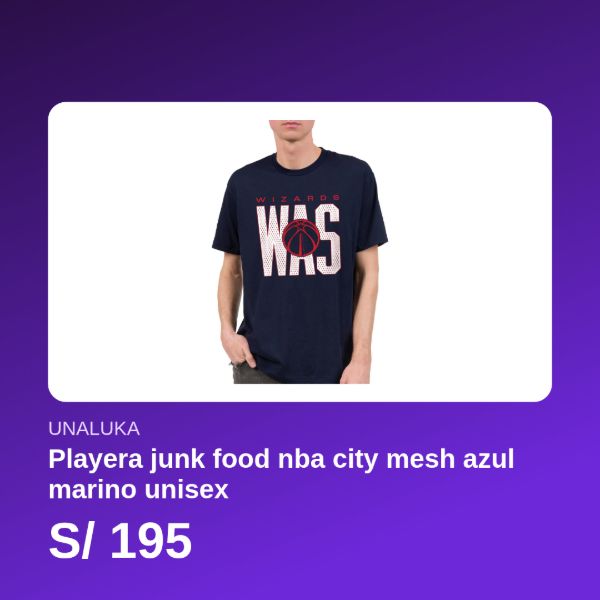 WIZARDS
WAS
UNALUKA
Playera junk food nba city mesh azul
marino unisex
S/ 195